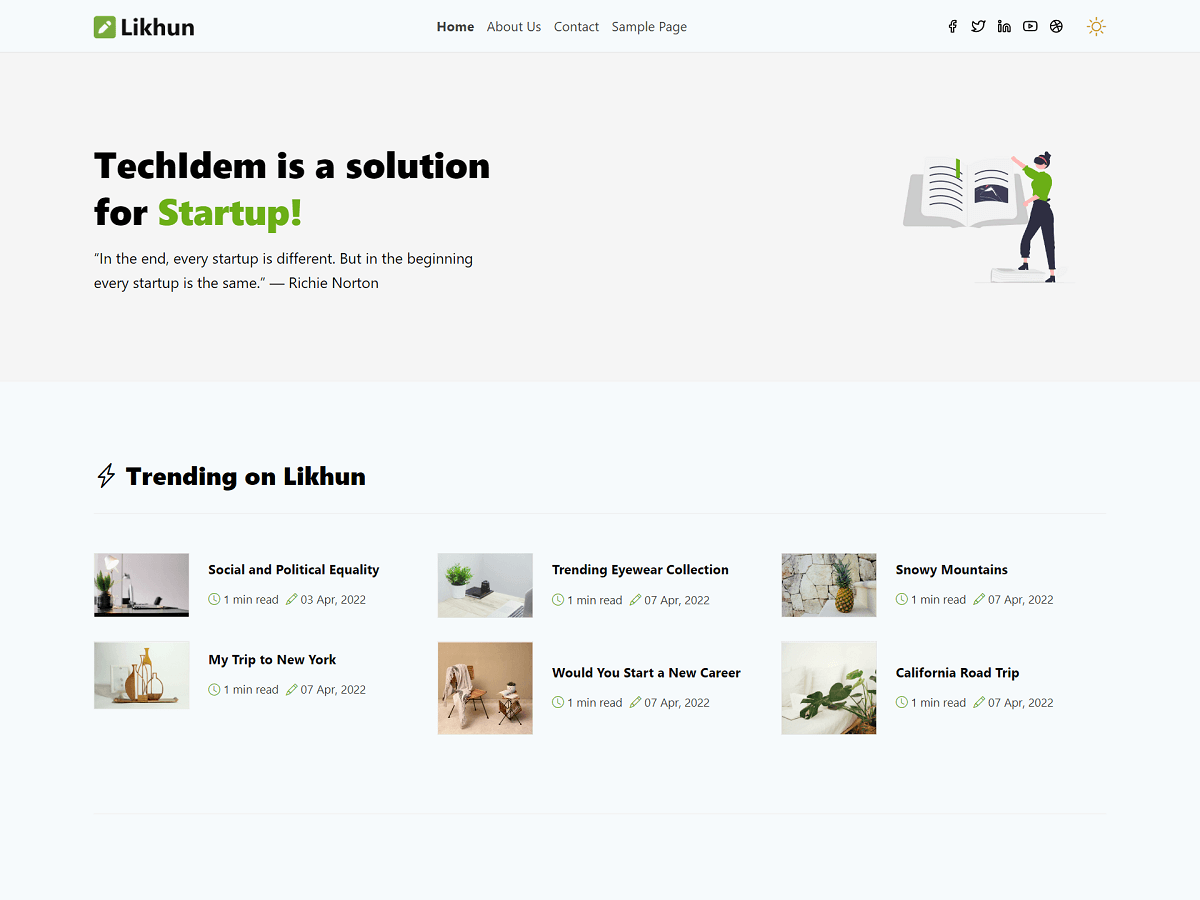 Likhun
Home About Us Contact Sample Page
TechIdem is a solution
for Startup!
“In the end, every startup is different. But in the beginning
every startup is the same.” — Richie Norton
Trending on Likhun
Social and Political Equality
1 min read 03 Apr, 2022
Trending Eyewear Collection
1 min read 07 Apr, 2022
Snowy Mountains
1 min read 07 Apr, 2022
My Trip to New York
1 min read 07 Apr, 2022
Would You Start a New Career
1 min read 07 Apr, 2022
California Road Trip
1 min read 07 Apr, 2022